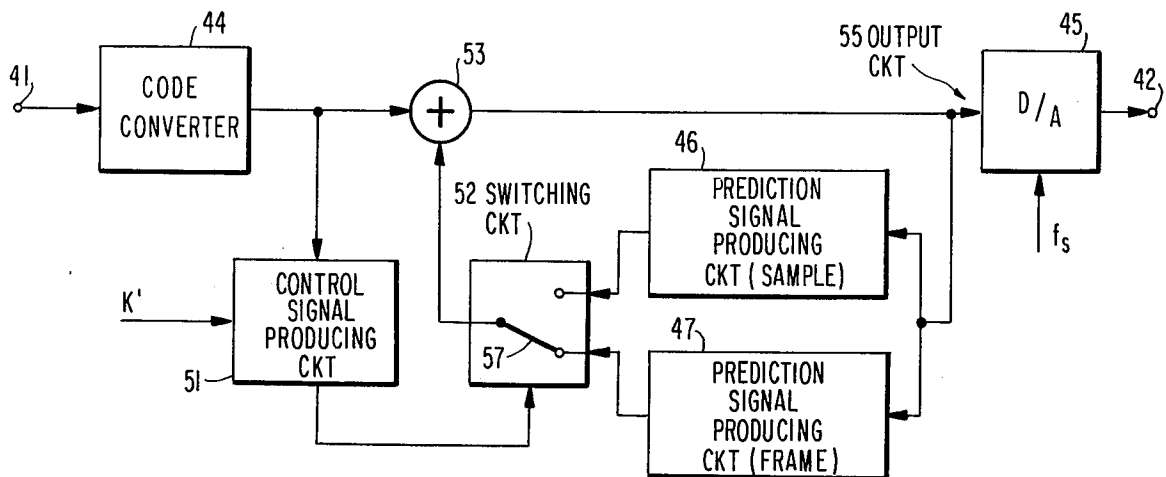 44
41
CODE
CONVERTER
53
+
55 OUTPUT
CKT
45
D/A
42
fs
46
PREDICTION
SIGNAL
PRODUCING
CKT (SAMPLE)
52 SWITCHING
CKT
57
K'
CONTROL
SIGNAL
PRODUCING
CKT
51
47
PREDICTION
SIGNAL
PRODUCING
CKT (FRAME)